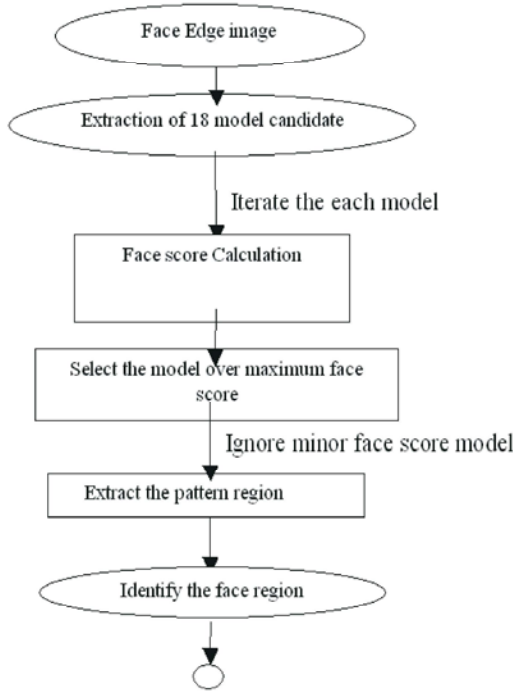 Face Edge image
Extraction of 18 model candidate
Iterate the each model
Face score Calculation
Select the model over maximum face
score
Ignore minor face score model
Extract the pattern region
Identify the face region